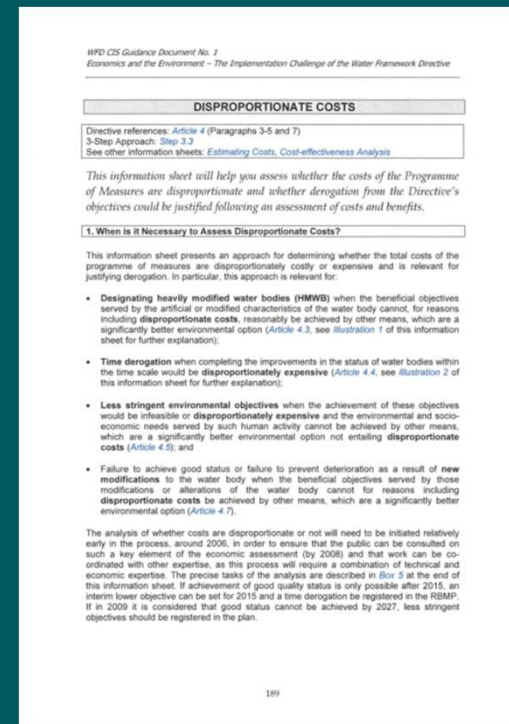 WFD CIS Guidance Document No. 1
Economics and the Environment – The Implementation Challenge of the Water Framework Directive
DISPROPORTIONATE COSTS
Directive references: Article 4 (Paragraphs 3-5 and 7)
3-Step Approach: Step 3.3
See other information sheets: Estimating Costs, Cost-effectiveness Analysis
This information sheet will help you assess whether the costs of the Programme
of Measures are disproportionate and whether derogation from the Directive's
objectives could be justified following an assessment of costs and benefits.
1. When is it Necessary to Assess Disproportionate Costs?
This information sheet presents an approach for determining whether the total costs of the
programme of measures are disproportionately costly or expensive and is relevant for
justifying derogation. In particular, this approach is relevant for:
• Designating heavily modified water bodies (HMWB) when the beneficial objectives
served by the artificial or modified characteristics of the water body cannot, for reasons
including disproportionate costs, reasonably be achieved by other means, which are a
significantly better environmental option (Article 4.3, see Illustration 1 of this information
sheet for further explanation);
• Time derogation when completing the improvements in the status of water bodies within
the time scale would be disproportionately expensive (Article 4.4, see Illustration 2 of
this information sheet for further explanation);
• Less stringent environmental objectives when the achievement of these objectives
would be infeasible or disproportionately expensive and the environmental and socio-
economic needs served by such human activity cannot be achieved by other means,
which are a significantly better environmental option not entailing disproportionate
costs (Article 4.5); and
• Failure to achieve good status or failure to prevent deterioration as a result of new
modifications to the water body when the beneficial objectives served by those
modifications or alterations of the water body cannot for reasons including
disproportionate costs be achieved by other means, which are a significantly better
environmental option (Article 4.7).
The analysis of whether costs are disproportionate or not will need to be initiated relatively
early in the process, around 2006, in order to ensure that the public can be consulted on
such a key element of the economic assessment (by 2008) and that work can be co-
ordinated with other expertise, as this process will require a combination of technical and
economic expertise. The precise tasks of the analysis are described in Box 5 at the end of
this information sheet. If achievement of good quality status is only possible after 2015, an
interim lower objective can be set for 2015 and a time derogation be registered in the RBMP.
If in 2009 it is considered that good status cannot be achieved by 2027, less stringent
objectives should be registered in the plan.
189